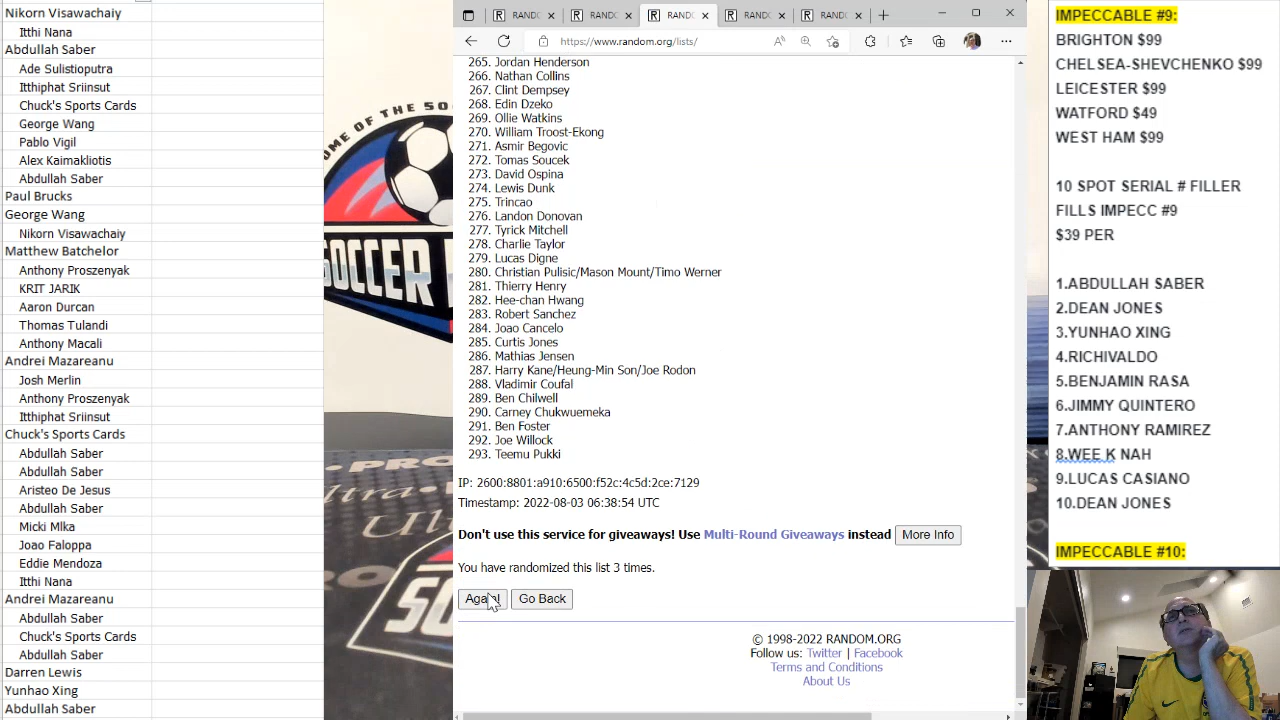 Nikorn Visawachaiy
Itthi Nana
Abdullah Saber
Ade Sulistioputra
Itthiphat Sriinsut
Chuck's Sports Cards
George Wang
Pablo Vigil
Alex Kaimakliotis
Abdullah Saber
Paul Brucks
George Wang
Nikorn Visawachaiy
Matthew Batchelor
Anthony Proszenyak
KRIT JARIK
Aaron Durcan
Thomas Tulandi
Anthony Macali
Andrei Mazareanu
Josh Merlin
Anthony Proszenyak
Itthiphat Sriinsut
Chuck's Sports Cards
Abdullah Saber
Abdullah Saber
Aristeo De Jesus
Abdullah Saber
Micki Mlka
Joao Faloppa
Eddie Mendoza
Itthi Nana
Andrei Mazareanu
Abdullah Saber
Chuck's Sports Cards
Abdullah Saber
Darren Lewis
Yunhao Xing
Abdullah Saber
OME OF THE SO
SOCCER
https://www.random.org/lists/
265. Jordan Henderson
266. Nathan Collins
267. Clint Dempsey
268. Edin Dzeko
269. Ollie Watkins
270. William Troost-Ekong
271. Asmir Begovic
272. Tomas Soucek
273. David Ospina
274. Lewis Dunk
275. Trincao
276. Landon Donovan
277. Tyrick Mitchell
278. Charlie Taylor
279. Lucas Digne
280. Christian Pulisic/Mason Mount/Timo Werner
281. Thierry Henry
282. Hee-chan Hwang
283. Robert Sanchez
284. Joao Cancelo
285. Curtis Jones
286. Mathias Jensen
287. Harry Kane/Heung-Min Son/Joe Rodon
288. Vladimir Coufal
289. Ben Chilwell
290. Carney Chukwuemeka
291. Ben Foster
292. Joe Willock
293. Teemu Pukki
IP: 2600:8801:a910:6500:f52c:4c5d:2ce:7129
Timestamp: 2022-08-03 06:38:54 UTC
Don't use this service for giveaways! Use Multi-Round Giveaways instead More Info
You have randomized this list 3 times.
Again! Go Back
© 1998-2022 RANDOM.ORG
Follow us: Twitter | Facebook
Terms and Conditions
About Us
IMPECCABLE #9:
BRIGHTON $99
CHELSEA-SHEVCHENKO $99
LEICESTER $99
WATFORD $49
WEST HAM $99
10 SPOT SERIAL # FILLER
FILLS IMPECC #9
$39 PER
1.ABDULLAH SABER
2.DEAN JONES
3.YUNHAO XING
4.RICHIVALDO
5.BENJAMIN RASA
6.JIMMY QUINTERO
7.ANTHONY RAMIREZ
8.WEE K NAH
9.LUCAS CASIANO
10.DEAN JONES
IMPECCABLE #10: